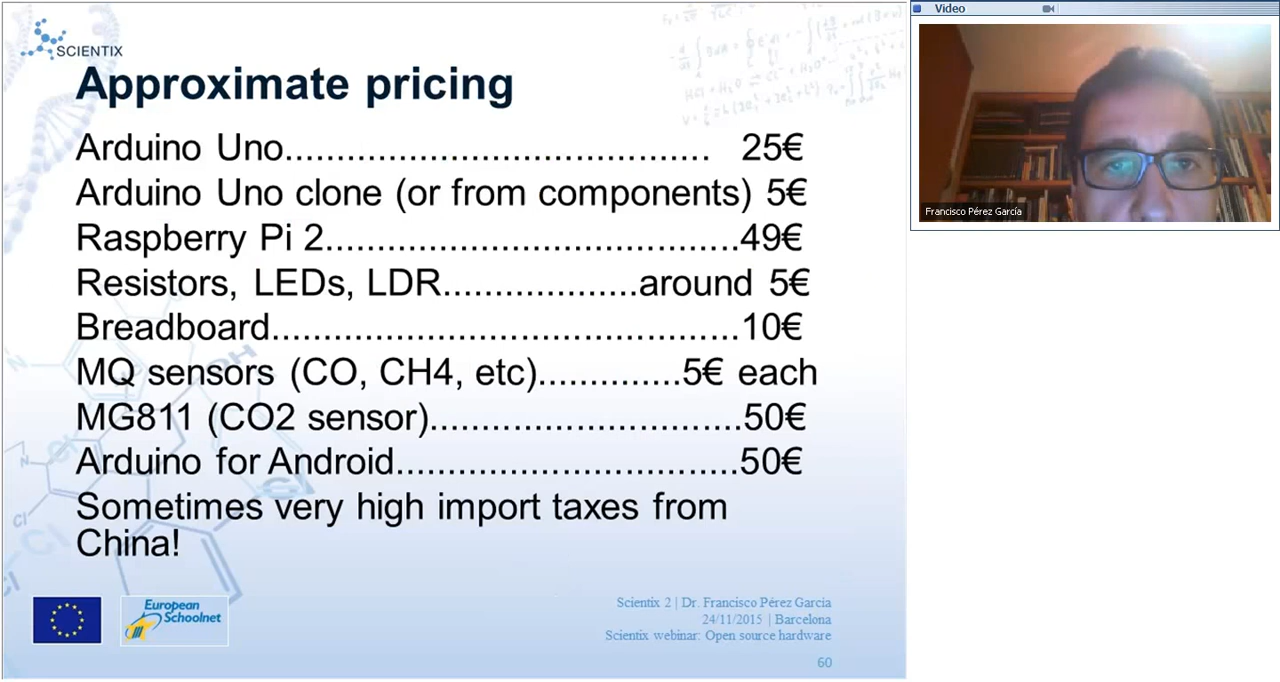 SCIENTIX
Approximate pricing
Arduino Uno.................................... 25€
Arduino Uno clone (or from components) 5€
Raspberry Pi 2...................................49€
Resistors, LEDs, LDR..................around 5€
Breadboard.......................................10€
MQ sensors (CO, CH4, etc)..............5€ each
MG811 (CO2 sensor)..............................50€
Arduino for Android...............................50€
Sometimes very high import taxes from
China!
European
Schoolnet
Scientix 2 | Dr. Francisco Pérez García
24/11/2015 | Barcelona
Scientix webinar: Open source hardware
60
Video
Francisco Pérez García